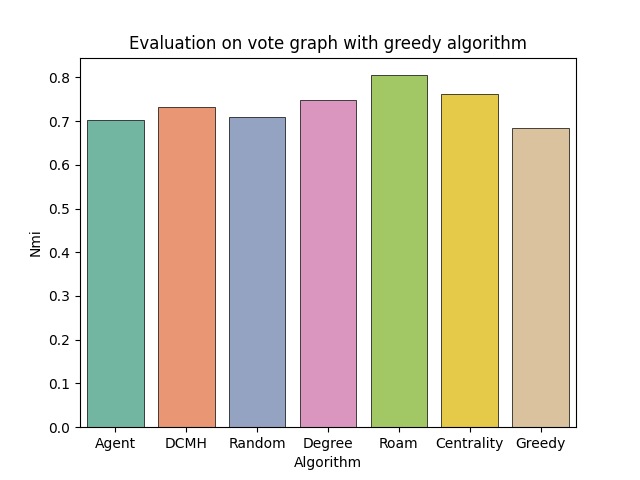 Evaluation on vote graph with greedy algorithm
Nmi
0.8
0.7
0.6
0.5
0.4
0.3
0.2
0.1
0.0
Agent DCMH Random Degree Roam Centrality Greedy
Algorithm